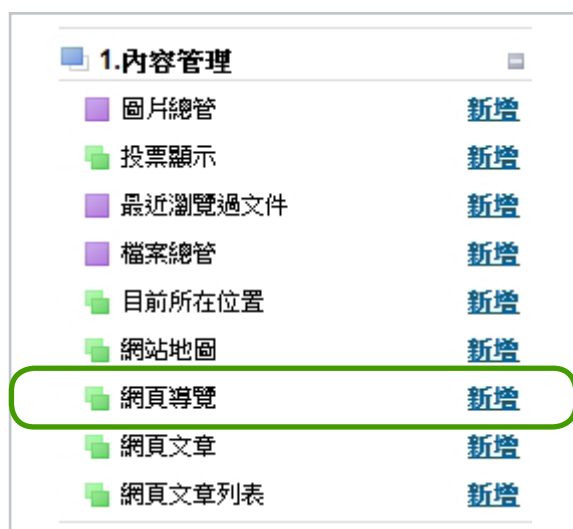 1.內容管理
圖片總管 新增
投票顯示 新增
最近瀏覽過文件 新增
檔案總管 新增
目前所在位置 新增
網站地圖 新增
網頁導覽 新增
網頁文章 新增
網頁文章列表 新增